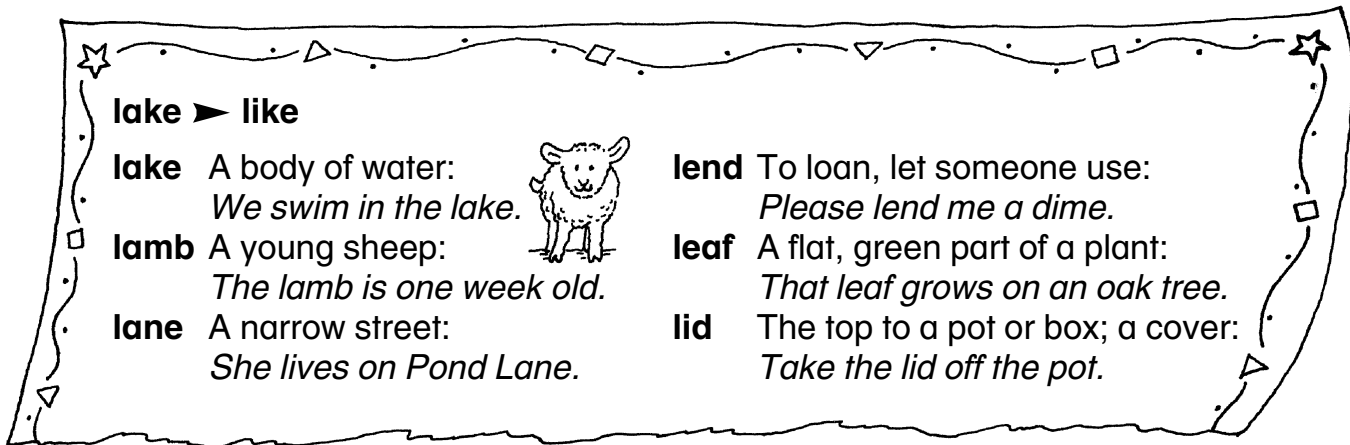 lake ➤ like
lake A body of water:
We swim in the lake.
lamb A young sheep:
The lamb is one week old.
lane A narrow street:
She lives on Pond Lane.
lend To loan, let someone use:
Please lend me a dime.
leaf A flat, green part of a plant:
That leaf grows on an oak tree.
lid The top to a pot or box; a cover:
Take the lid off the pot.